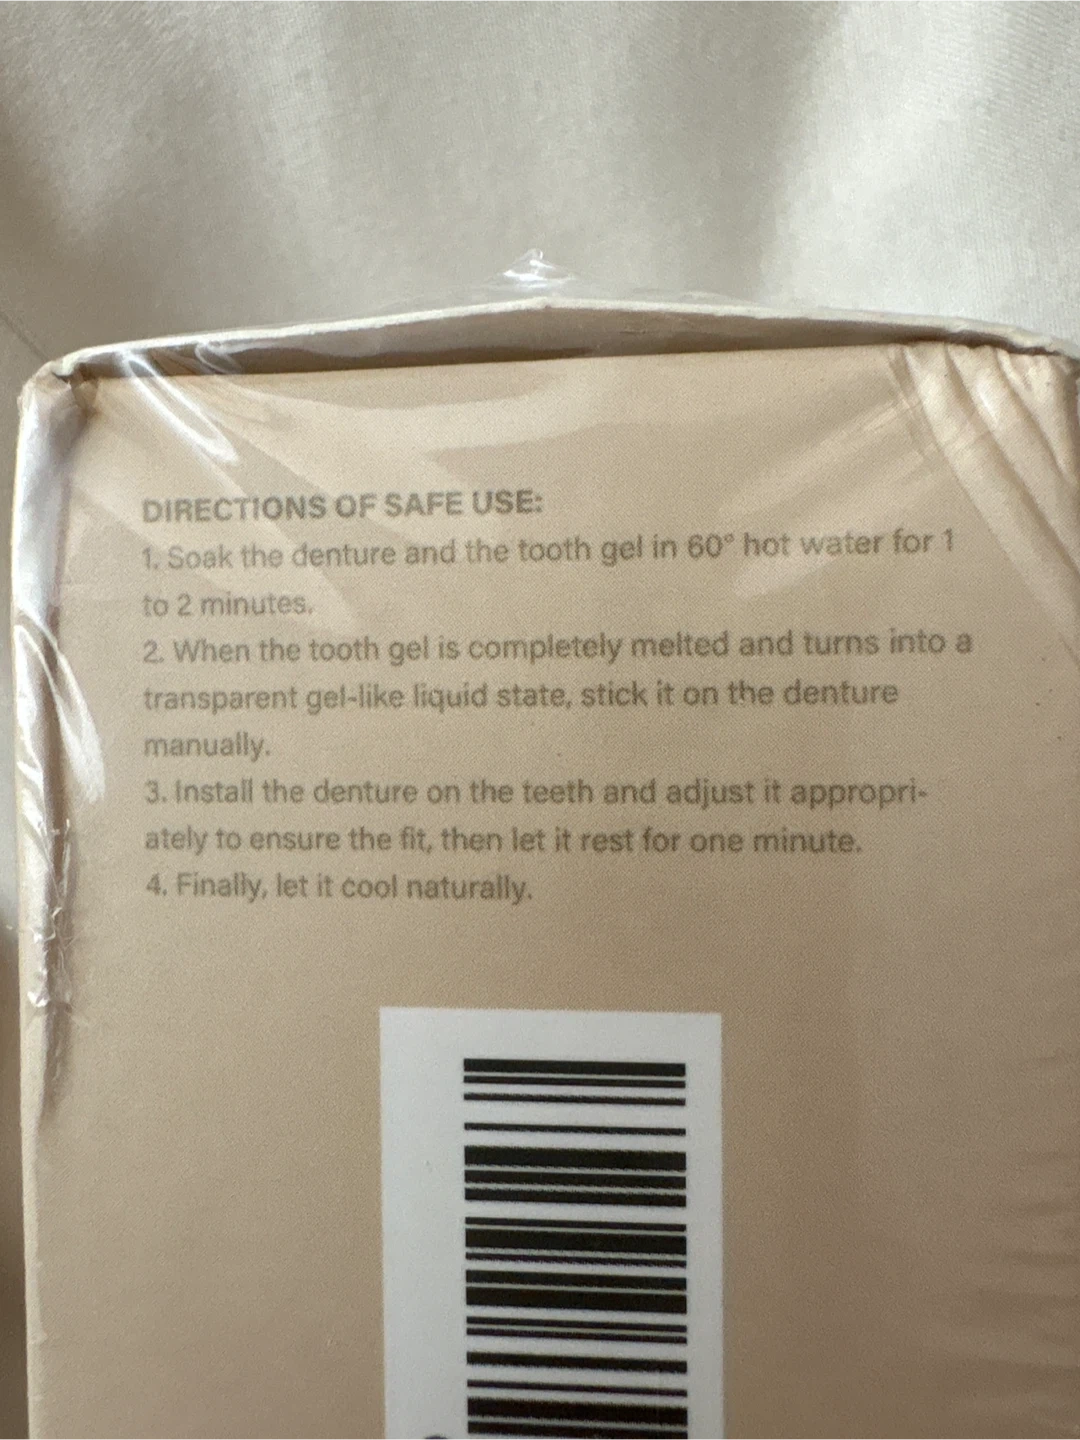 DIRECTIONS OF SAFE USE:
1. Soak the denture and the tooth gel in 60° hot water for 1
to 2 minutes.
2. When the tooth gel is completely melted and turns into a
transparent gel-like liquid state, stick it on the denture
manually.
3. Install the denture on the teeth and adjust it appropri-
ately to ensure the fit, then let it rest for one minute.
4. Finally, let it cool naturally.